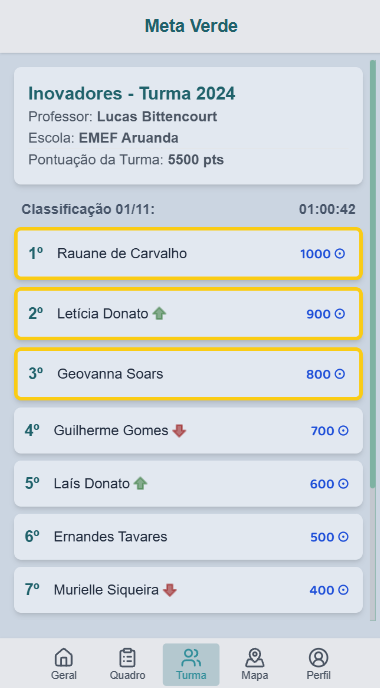 Meta Verde
Inovadores - Turma 2024
Professor: Lucas Bittencourt
Escola: EMEF Aruanda
Pontuação da Turma: 5500 pts
Classificação 01/11: 01:00:42
1º Rauane de Carvalho 1000
2º Letícia Donato 900
3º Geovanna Soars 800
4º Guilherme Gomes 700
5º Laís Donato 600
6º Ernandes Tavares 500
7º Murielle Siqueira 400
Geral Quadro Turma Mapa Perfil